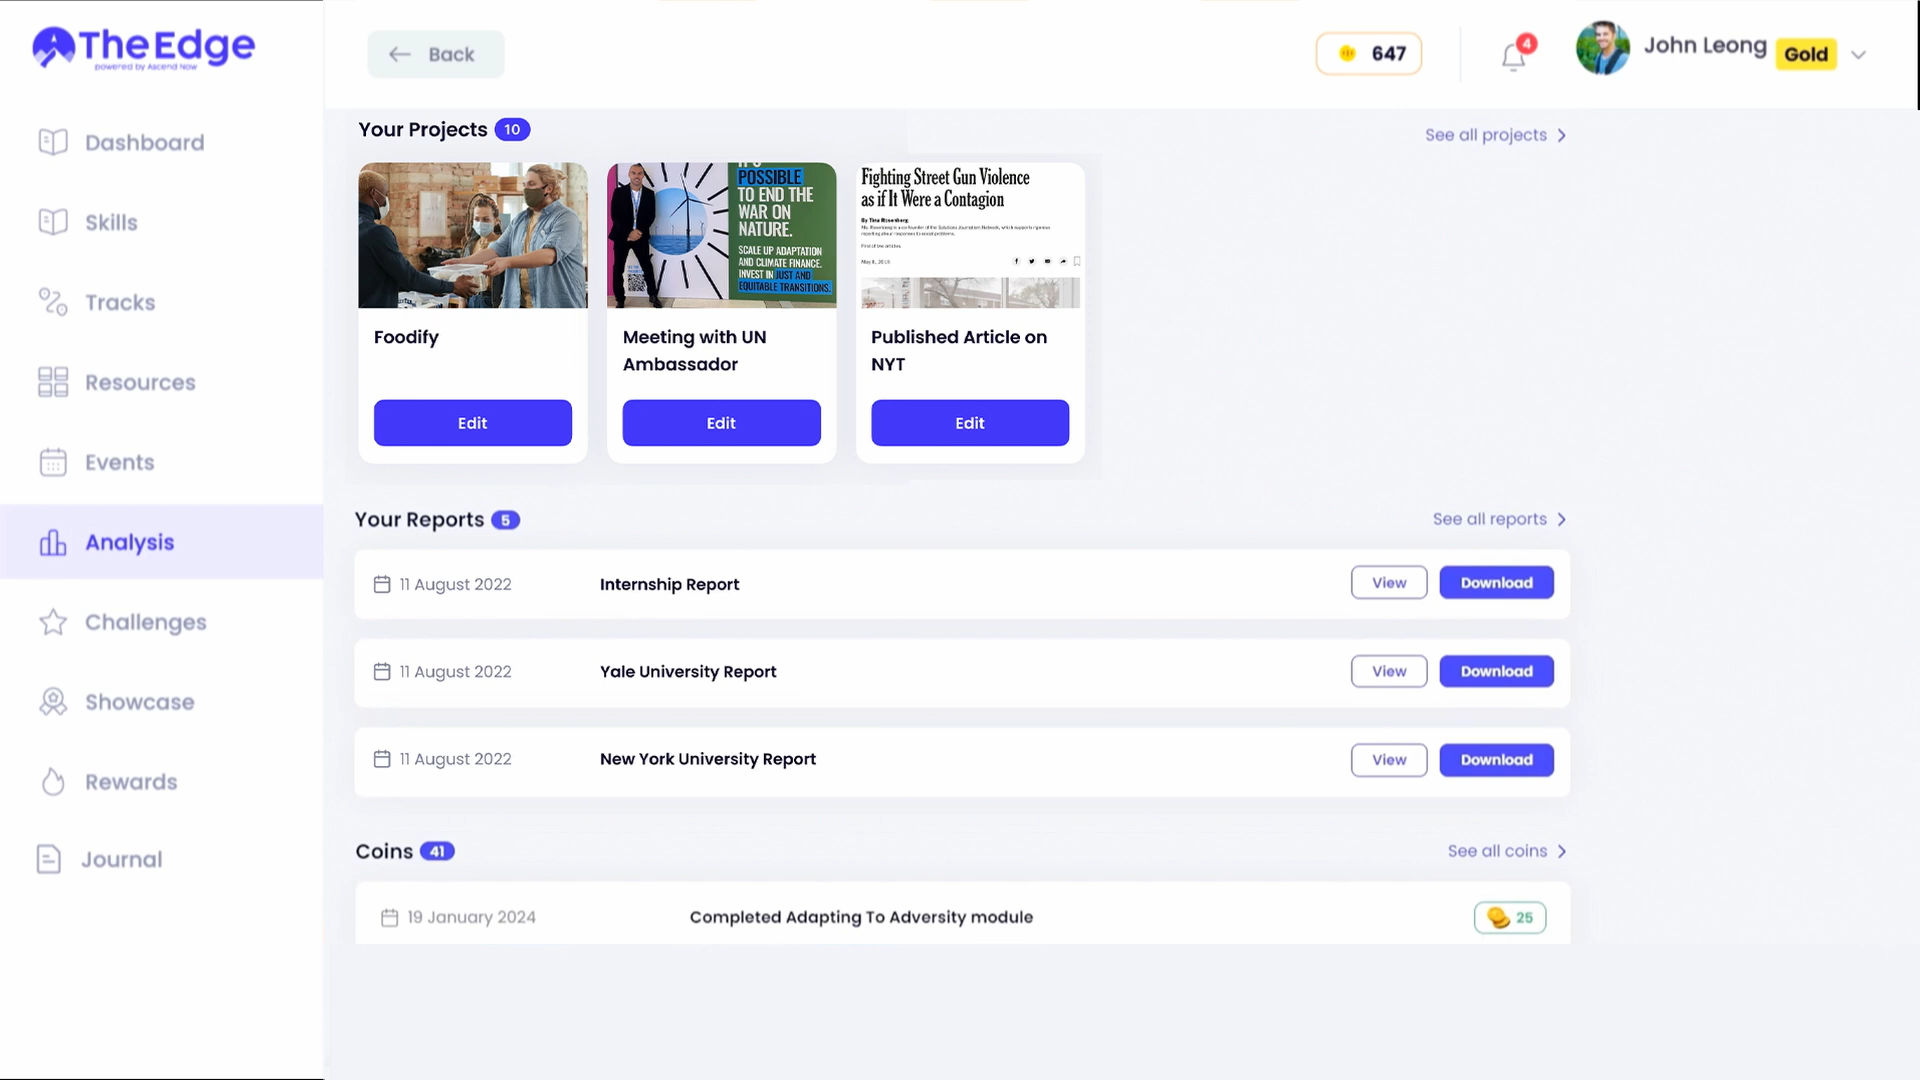 The Edge
powered by Ascend Now
Back
647
4
John Leong
Gold
Dashboard
Skills
Tracks
Resources
Events
Analysis
Challenges
Showcase
Rewards
Journal
Your Projects 10
See all projects
POSSIBLE
TO END THE
WAR ON
NATURE.
SCALE UP ADAPTATION
AND CLIMATE FINANCE.
INVEST IN JUST AND
EQUITABLE TRANSITIONS.
Fighting Street Gun Violence
as if It Were a Contagion
By Tina Rosenberg
Foodify
Meeting with UN
Ambassador
Published Article on
NYT
Edit
Edit
Edit
Your Reports 5
See all reports
11 August 2022
Internship Report
View
Download
11 August 2022
Yale University Report
View
Download
11 August 2022
New York University Report
View
Download
Coins 41
See all coins
19 January 2024
Completed Adapting To Adversity module
25